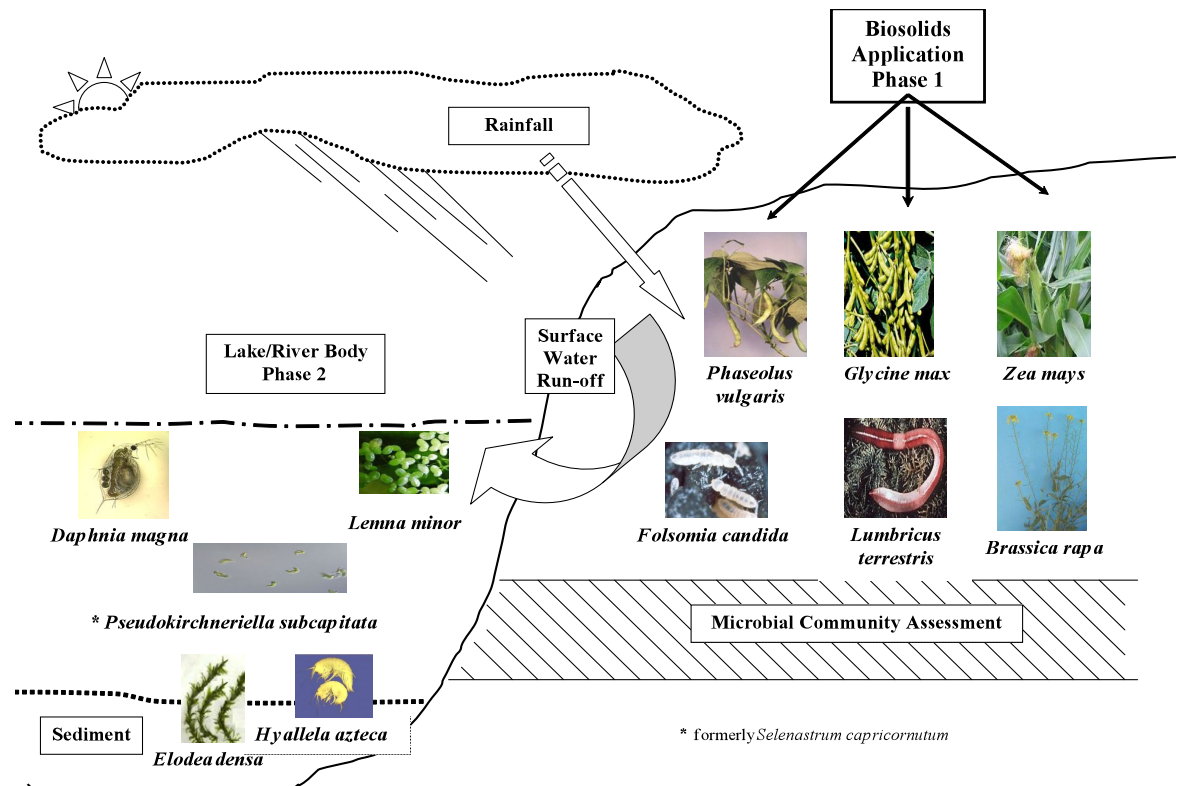 Biosolids
Application
Phase 1
Rainfall
Surface
Water
Run-off
Lake/River Body
Phase 2
Phaseolus
vulgaris
Glycine max
Zea mays
Daphnia magna
Lemna minor
Folsomia candida
Lumbricus
terrestris
Brassica rapa
* Pseudokirchneriella subcapitata
Microbial Community Assessment
Sediment
Hyallela azteca
Elodea densa
* formerly Selenastrum capricornutum